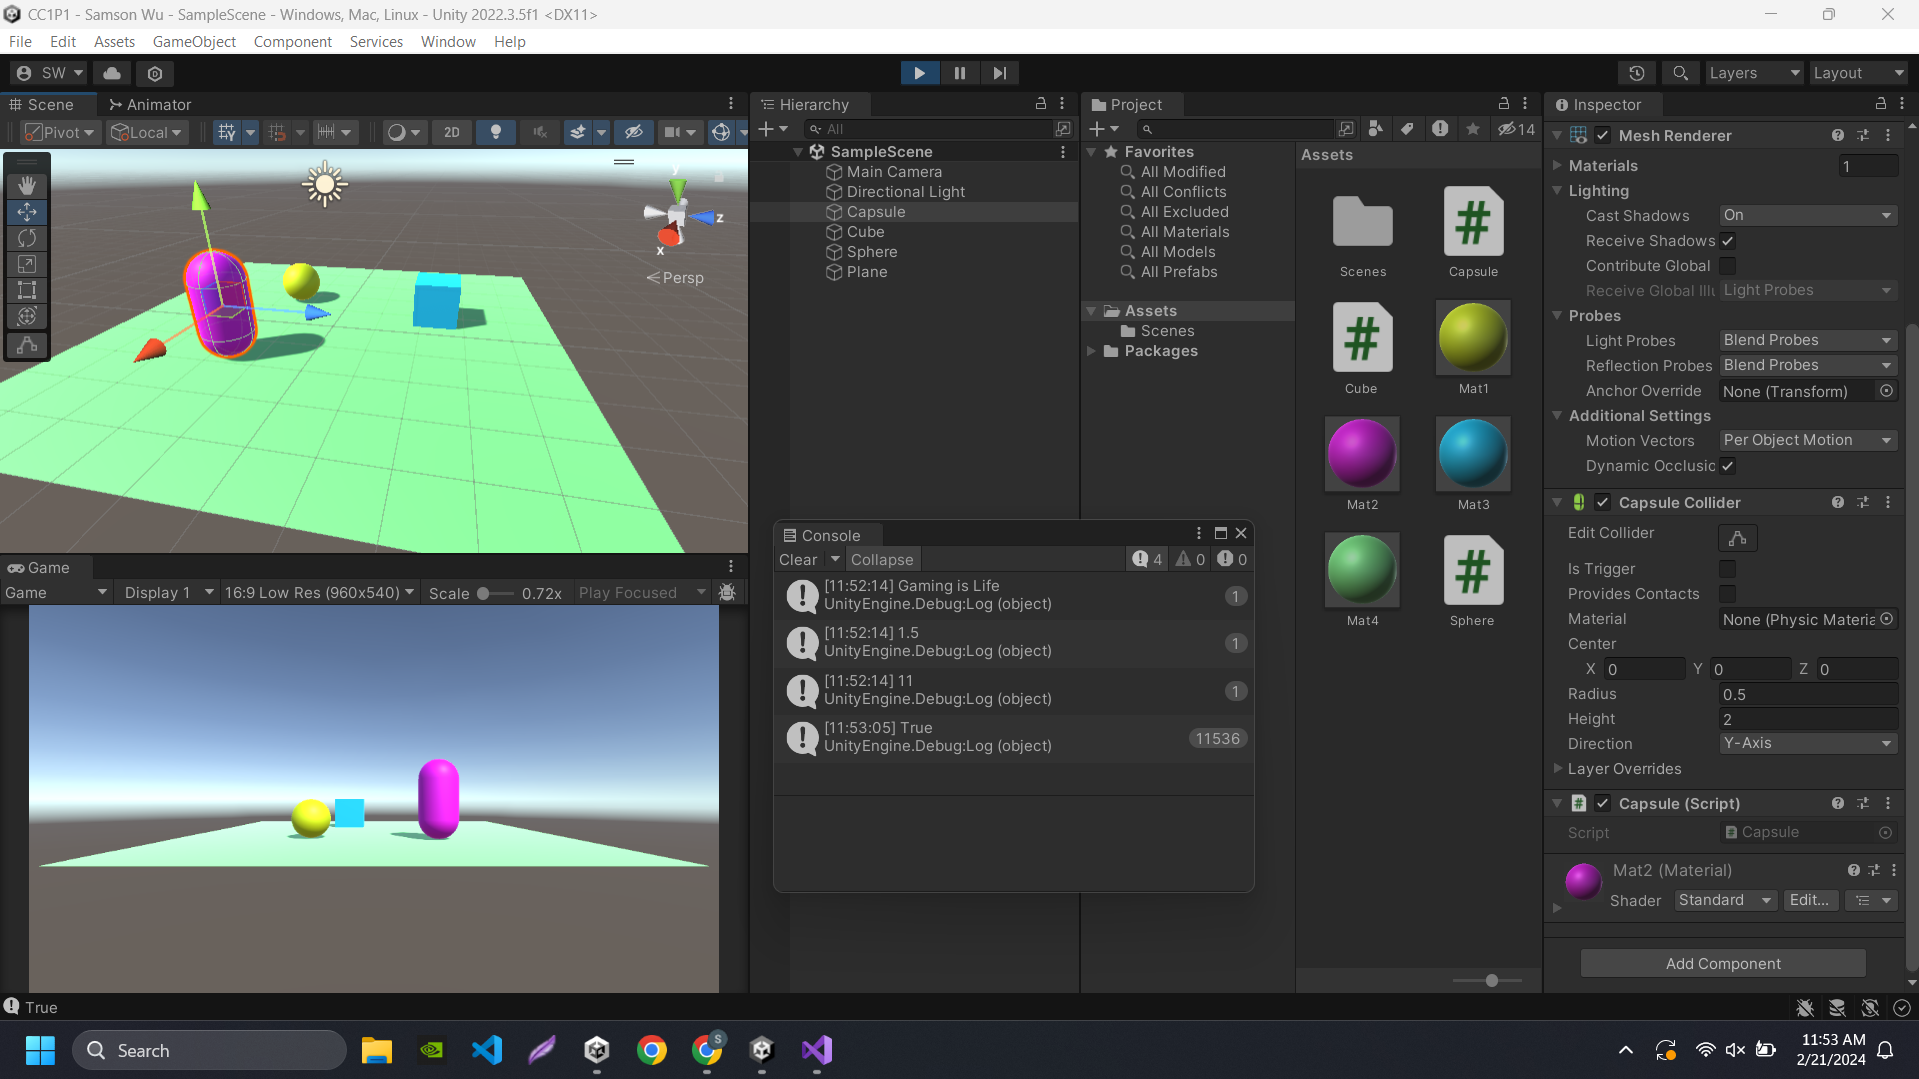 CC1P1 - Samson Wu - SampleScene - Windows, Mac, Linux - Unity 2022.3.5f1 <DX11>
File Edit Assets GameObject Component Services Window Help
SW
Layers
Layout
Scene
Animator
Pivot
Local
2D
y
z
x
Persp
Game
Game
Display 1
16:9 Low Res (960x540)
Scale
0.72x
Play Focused
Hierarchy
All
SampleScene
Main Camera
Directional Light
Capsule
Cube
Sphere
Plane
Project
14
Favorites
All Modified
All Conflicts
All Excluded
All Materials
All Models
All Prefabs
Assets
Scenes
Packages
Assets
Scenes
Capsule
Cube
Mat1
Mat2
Mat3
Mat4
Sphere
Console
Clear
Collapse
4
0
0
[11:52:14] Gaming is Life
UnityEngine.Debug:Log (object)
1
[11:52:14] 1.5
UnityEngine.Debug:Log (object)
1
[11:52:14] 11
UnityEngine.Debug:Log (object)
1
[11:53:05] True
UnityEngine.Debug:Log (object)
11536
Inspector
Mesh Renderer
Materials 1
Lighting
Cast Shadows On
Receive Shadows
Contribute Global
Receive Global Illu Light Probes
Probes
Light Probes Blend Probes
Reflection Probes Blend Probes
Anchor Override None (Transform)
Additional Settings
Motion Vectors Per Object Motion
Dynamic Occlusic
Capsule Collider
Edit Collider
Is Trigger
Provides Contacts
Material None (Physic Materia
Center
X 0 Y 0 Z 0
Radius 0.5
Height 2
Direction Y-Axis
Layer Overrides
Capsule (Script)
Script Capsule
Mat2 (Material)
Shader Standard Edit...
Add Component
True
Search
S
11:53 AM
2/21/2024